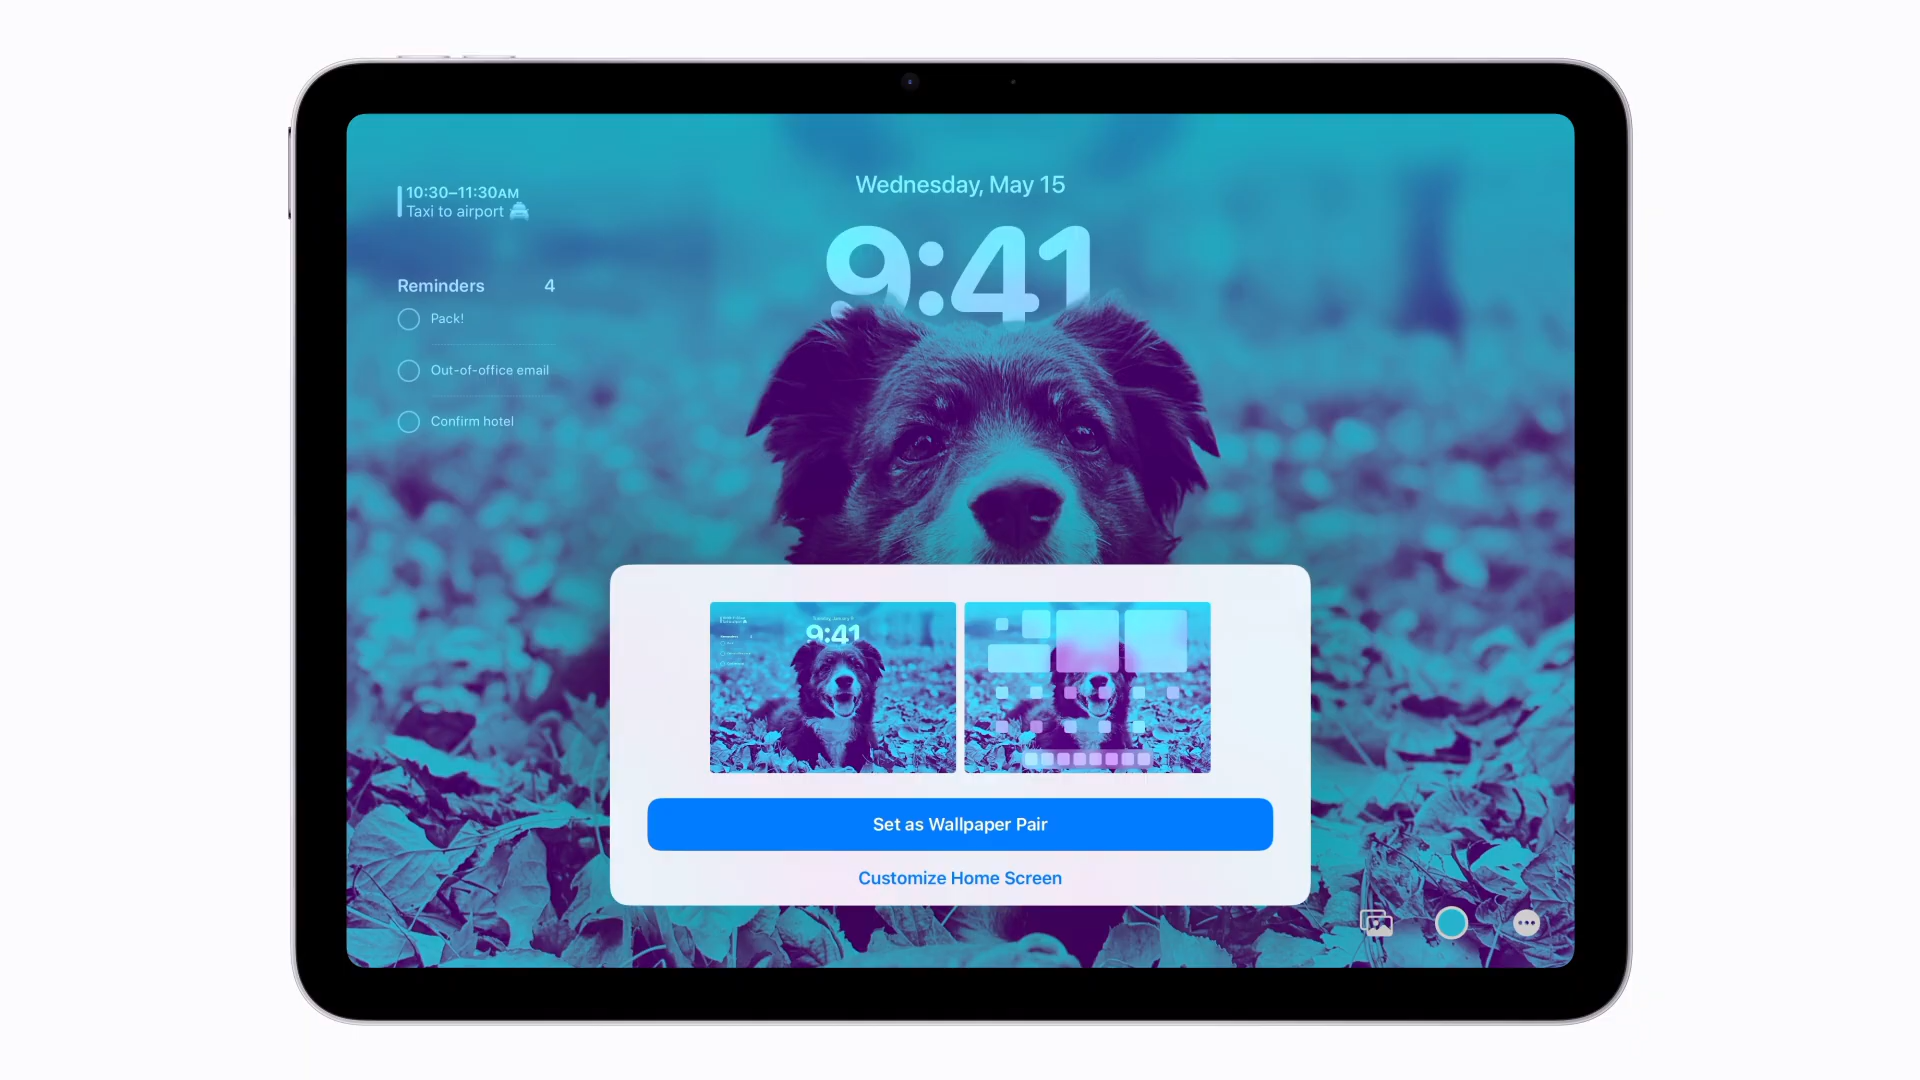 10:30–11:30AM
Taxi to airport
Reminders 4
Pack!
Out-of-office email
Confirm hotel
Wednesday, May 15
9:41
9:41
Set as Wallpaper Pair
Customize Home Screen